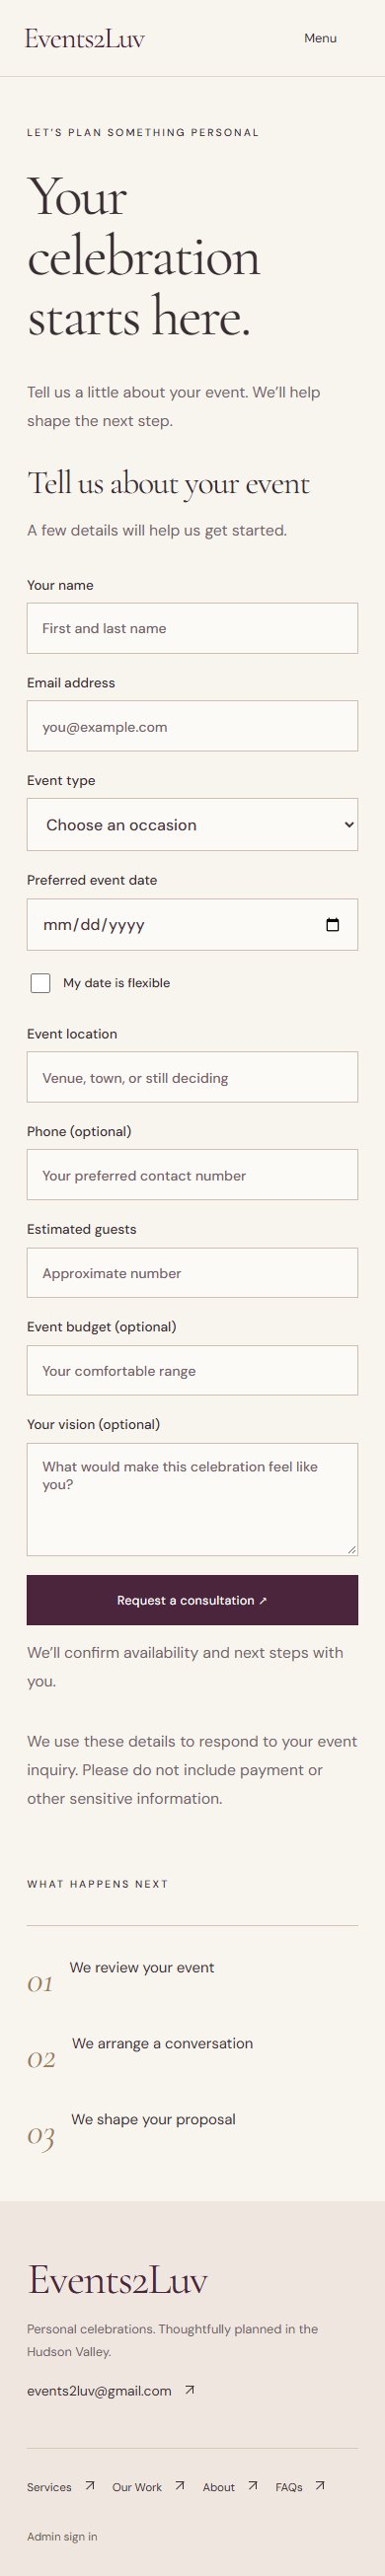 Events2Luv
Menu
LET’S PLAN SOMETHING PERSONAL
Your
celebration
starts here.
Tell us a little about your event. We’ll help
shape the next step.
Tell us about your event
A few details will help us get started.
Your name
First and last name
Email address
you@example.com
Event type
Choose an occasion
Preferred event date
mm/dd/yyyy
My date is flexible
Event location
Venue, town, or still deciding
Phone (optional)
Your preferred contact number
Estimated guests
Approximate number
Event budget (optional)
Your comfortable range
Your vision (optional)
What would make this celebration feel like
you?
Request a consultation ↗
We’ll confirm availability and next steps with
you.
We use these details to respond to your event
inquiry. Please do not include payment or
other sensitive information.
WHAT HAPPENS NEXT
01 We review your event
02 We arrange a conversation
03 We shape your proposal
Events2Luv
Personal celebrations. Thoughtfully planned in the
Hudson Valley.
events2luv@gmail.com
Services Our Work About FAQs
Admin sign in